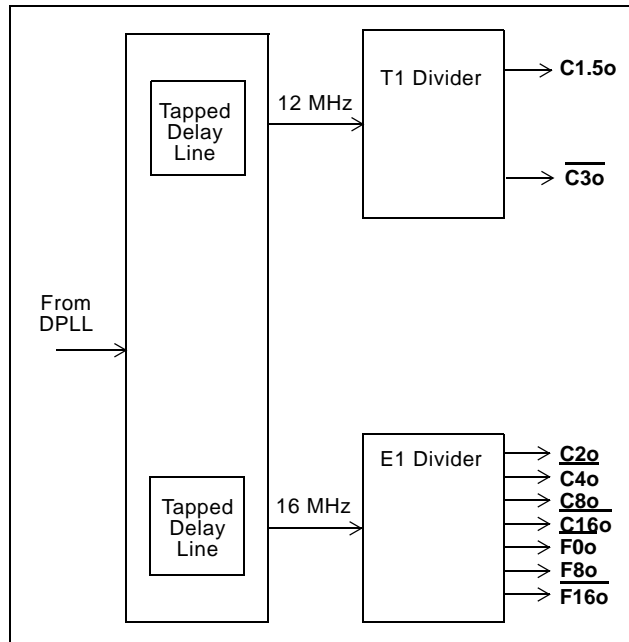 Tapped
Delay
Line
12 MHz
T1 Divider
C1.5o
C3o
From
DPLL
Tapped
Delay
Line
16 MHz
E1 Divider
C2o
C4o
C8o
C16o
F0o
F8o
F16o